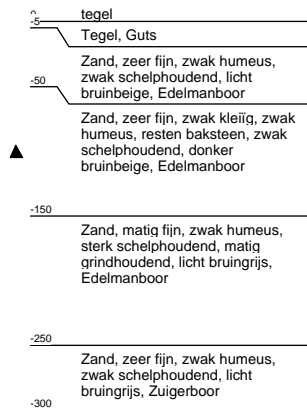 0 tegel
-5
Tegel, Guts
Zand, zeer fijn, zwak humeus,
zwak schelphoudend, licht
bruinbeige, Edelmanboor
-50
Zand, zeer fijn, zwak kleiïg, zwak
humeus, resten baksteen, zwak
schelphoudend, donker
bruinbeige, Edelmanboor
-150
Zand, matig fijn, zwak humeus,
sterk schelphoudend, matig
grindhoudend, licht bruingrijs,
Edelmanboor
-250
Zand, zeer fijn, zwak humeus,
zwak schelphoudend, licht
bruingrijs, Zuigerboor
-300